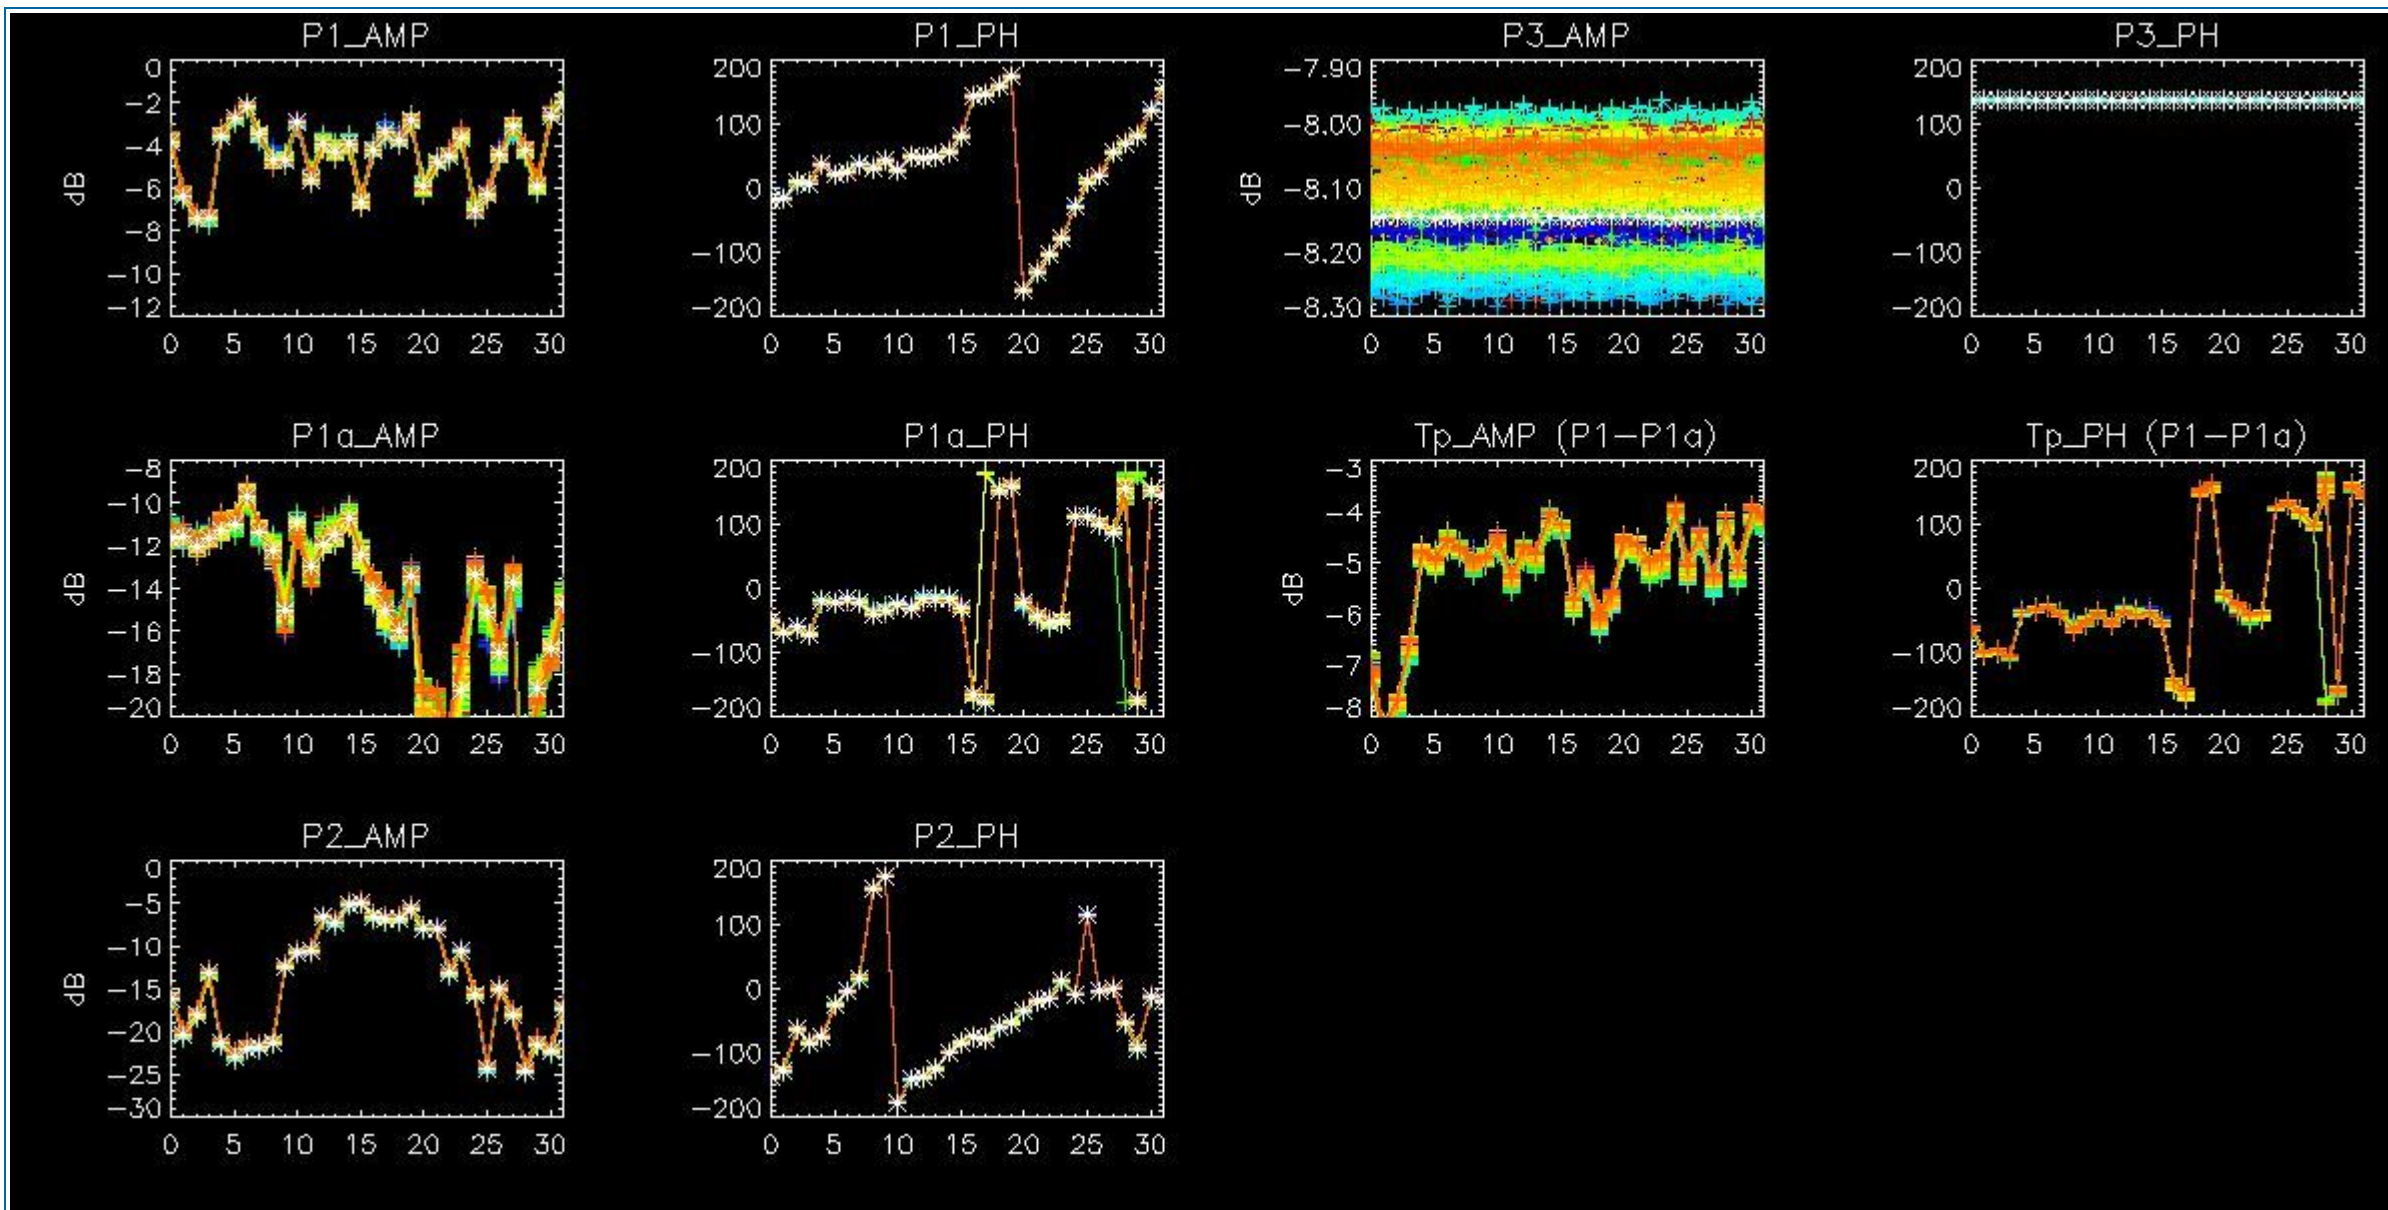 P1_AMP
0
−2
−4
−6
−8
−10
−12
dB
0 5 10 15 20 25 30
P1_PH
200
100
0
−100
−200
0 5 10 15 20 25 30
P3_AMP
−7.90
−8.00
−8.10
−8.20
−8.30
dB
0 5 10 15 20 25 30
P3_PH
200
100
0
−100
−200
0 5 10 15 20 25 30
P1a_AMP
−8
−10
−12
−14
−16
−18
−20
dB
0 5 10 15 20 25 30
P1a_PH
200
100
0
−100
−200
0 5 10 15 20 25 30
Tp_AMP (P1−P1a)
−3
−4
−5
−6
−7
−8
dB
0 5 10 15 20 25 30
Tp_PH (P1−P1a)
200
100
0
−100
−200
0 5 10 15 20 25 30
P2_AMP
0
−5
−10
−15
−20
−25
−30
dB
0 5 10 15 20 25 30
P2_PH
200
100
0
−100
−200
0 5 10 15 20 25 30